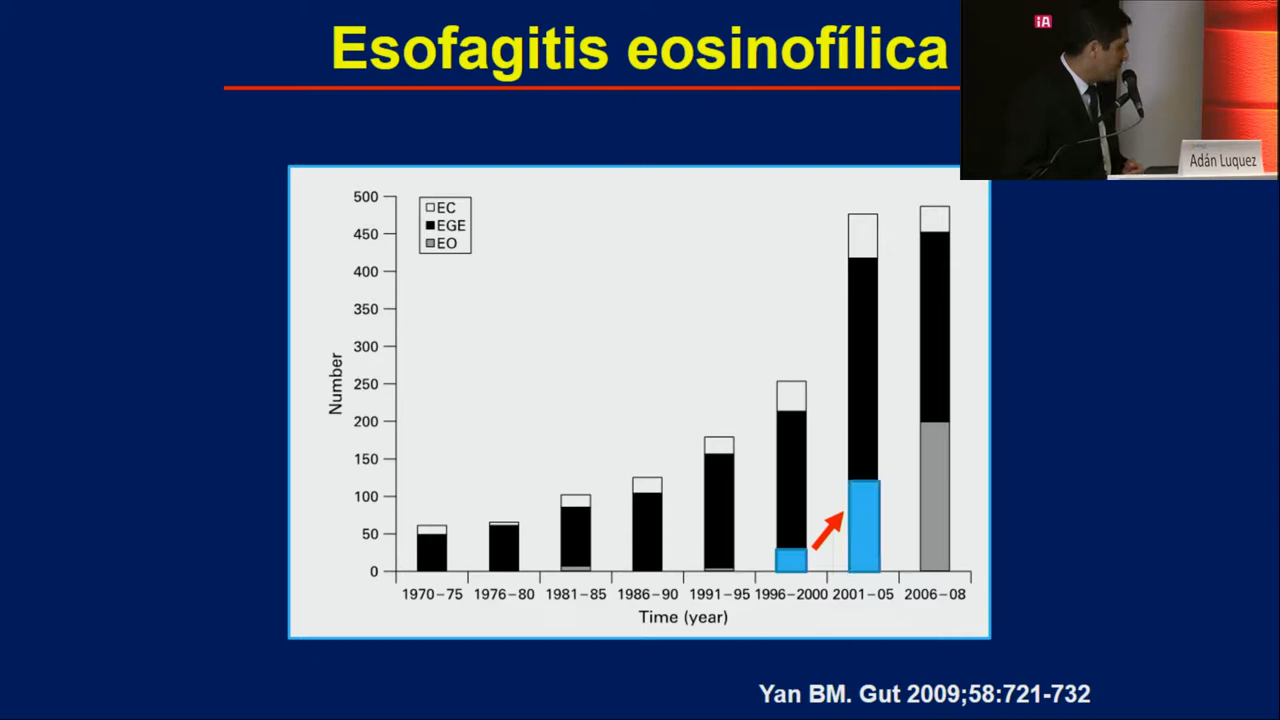 Esofagitis eosinofílica
iA
Adán Luquez
500
450
400
350
300
250
200
150
100
50
0
Number
EC
EGE
EO
1970–75 1976–80 1981–85 1986–90 1991–95 1996–2000 2001–05 2006–08
Time (year)
Yan BM. Gut 2009;58:721-732